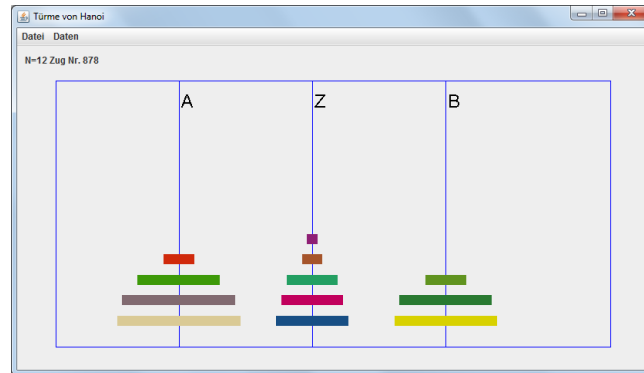 Türme von Hanoi
Datei Daten
N=12 Zug Nr. 878
A Z B